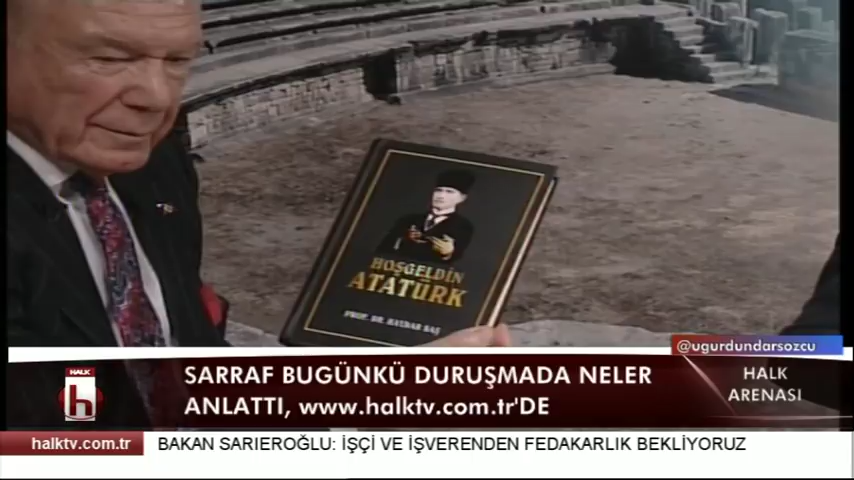 HOŞGELDİN
ATATÜRK
PROF. DR. HAYDAR BAŞ
@ugurdundarsozcu
HALK
h
SARRAF BUGÜNKÜ DURUŞMADA NELER
ANLATTI, www.halktv.com.tr'DE
HALK
ARENASI
halktv.com.tr
BAKAN SARIEROĞLU: İŞÇİ VE İŞVERENDEN FEDAKARLIK BEKLİYORUZ